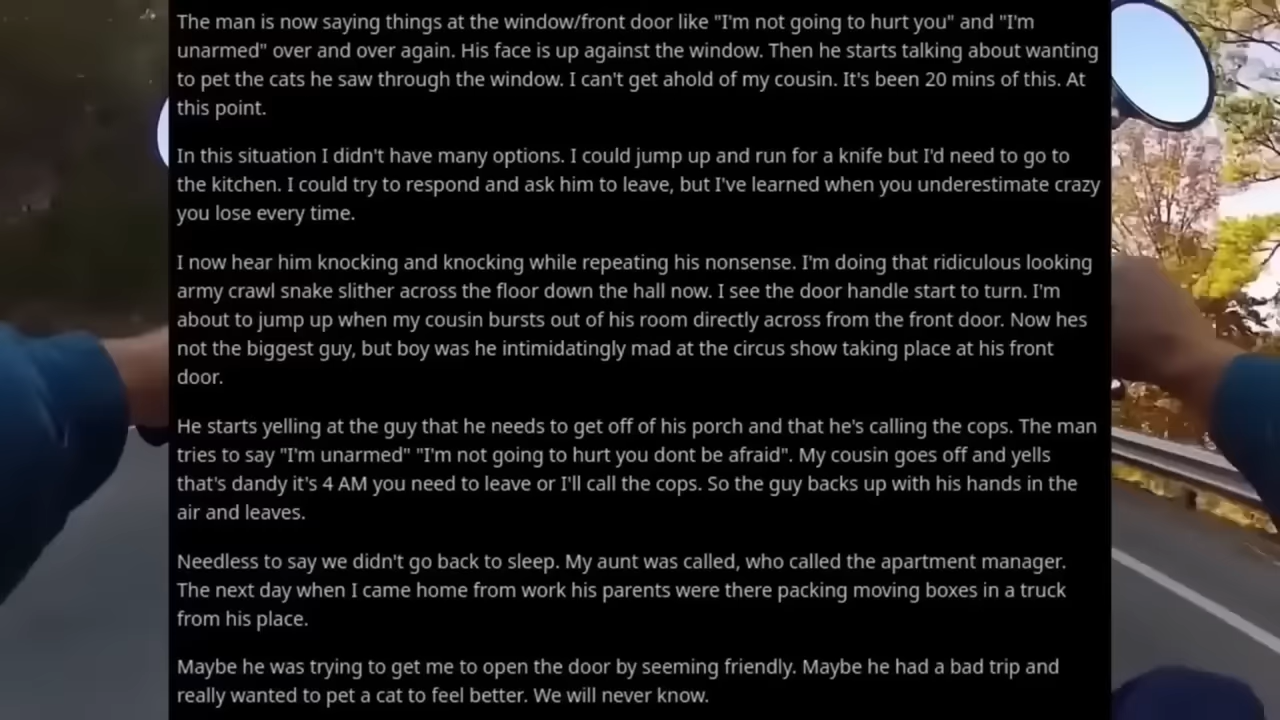 The man is now saying things at the window/front door like "I'm not going to hurt you" and "I'm
unarmed" over and over again. His face is up against the window. Then he starts talking about wanting
to pet the cats he saw through the window. I can't get ahold of my cousin. It's been 20 mins of this. At
this point.
In this situation I didn't have many options. I could jump up and run for a knife but I'd need to go to
the kitchen. I could try to respond and ask him to leave, but I've learned when you underestimate crazy
you lose every time.
I now hear him knocking and knocking while repeating his nonsense. I'm doing that ridiculous looking
army crawl snake slither across the floor down the hall now. I see the door handle start to turn. I'm
about to jump up when my cousin bursts out of his room directly across from the front door. Now hes
not the biggest guy, but boy was he intimidatingly mad at the circus show taking place at his front
door.
He starts yelling at the guy that he needs to get off of his porch and that he's calling the cops. The man
tries to say "I'm unarmed" "I'm not going to hurt you dont be afraid". My cousin goes off and yells
that's dandy it's 4 AM you need to leave or I'll call the cops. So the guy backs up with his hands in the
air and leaves.
Needless to say we didn't go back to sleep. My aunt was called, who called the apartment manager.
The next day when I came home from work his parents were there packing moving boxes in a truck
from his place.
Maybe he was trying to get me to open the door by seeming friendly. Maybe he had a bad trip and
really wanted to pet a cat to feel better. We will never know.